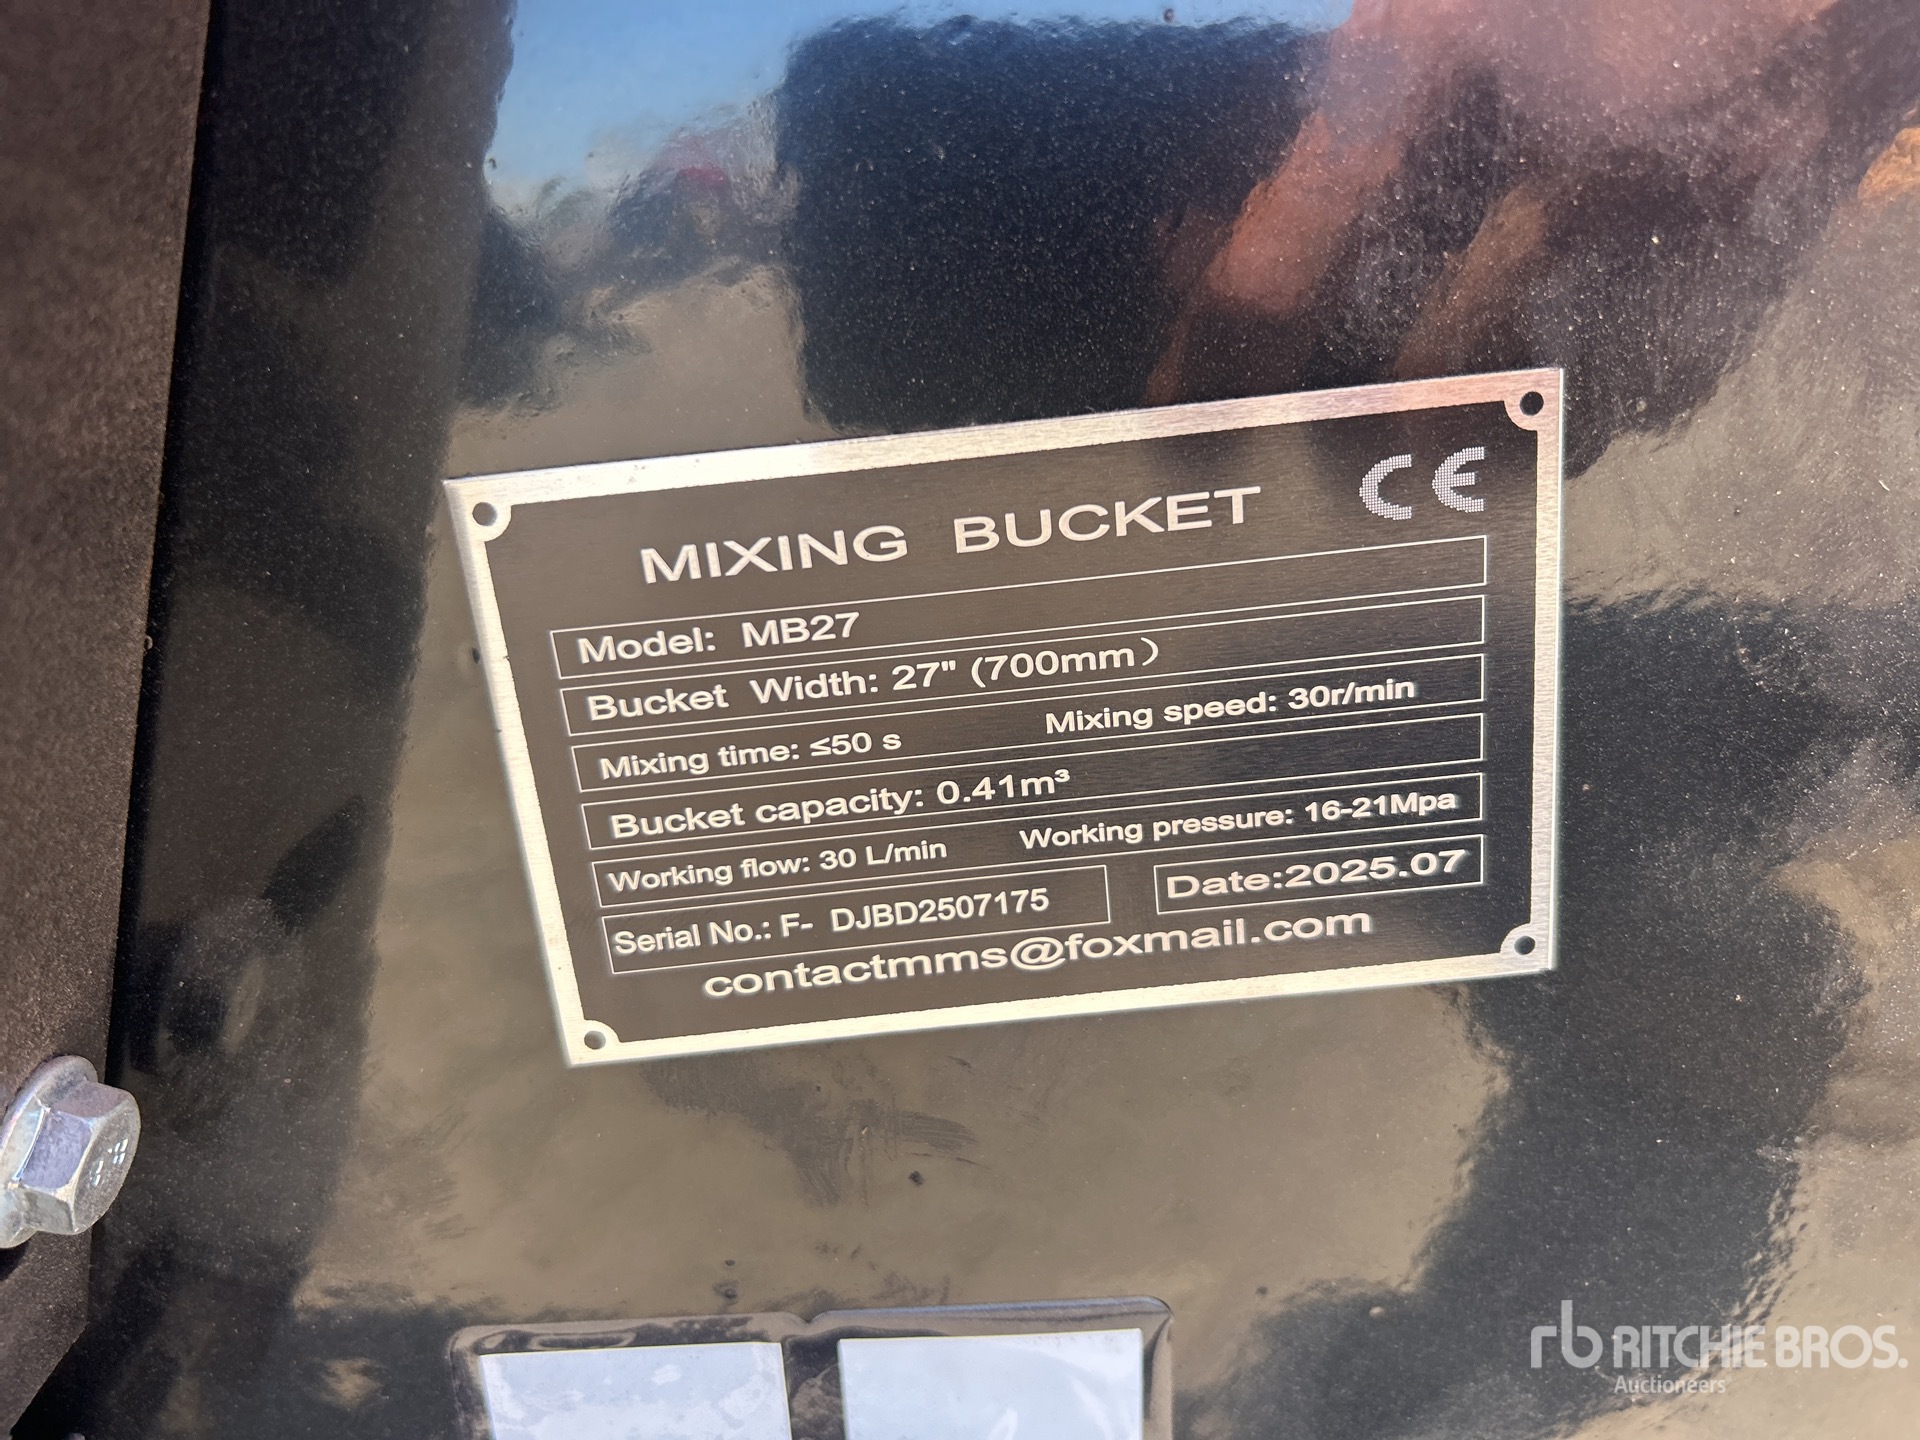 CE
MIXING BUCKET
Model: MB27
Bucket Width: 27" (700mm)
Mixing time: ≤50 s Mixing speed: 30r/min
Bucket capacity: 0.41m³
Working flow: 30 L/min Working pressure: 16-21Mpa
Serial No.: F- DJBD2507175 Date:2025.07
contactmms@foxmail.com
rb RITCHIE BROS.
Auctioneers